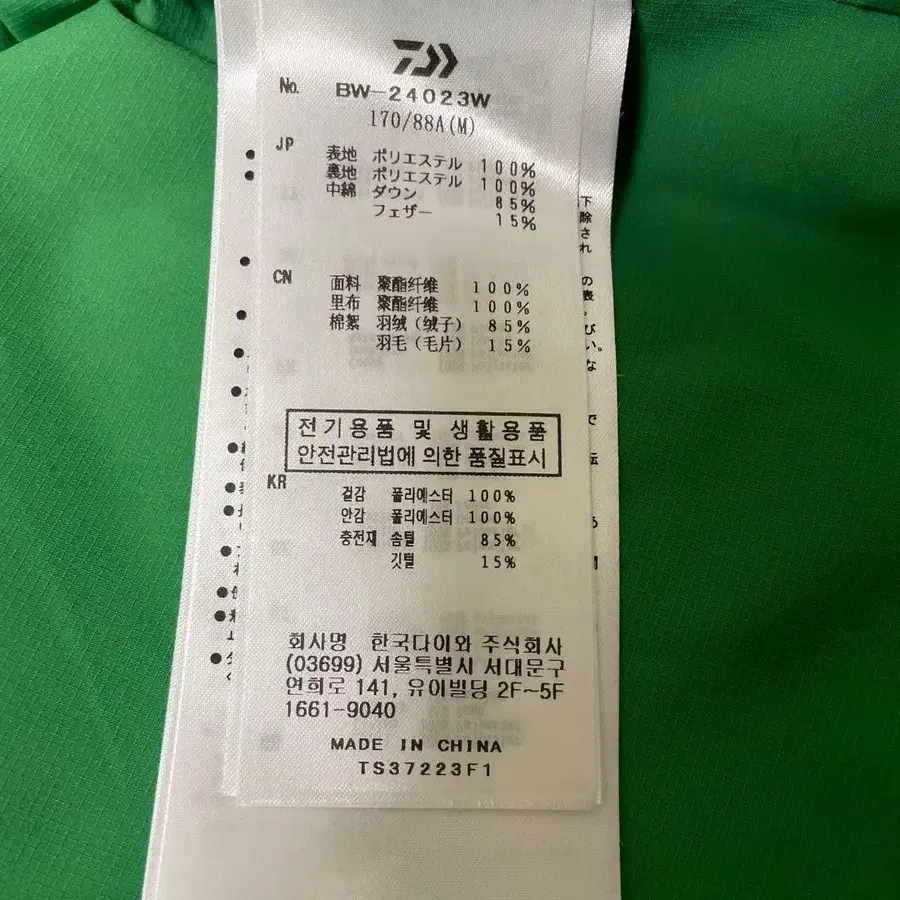 No. BW-24023W
170/88A(M)
JP
表地 ポリエステル 100%
裏地 ポリエステル 100%
中綿 ダウン 85%
フェザー 15%
CN
面料 聚酯纤维 100%
里布 聚酯纤维 100%
棉絮 羽绒(绒子) 85%
羽毛(毛片) 15%
전기용품 및 생활용품
안전관리법에 의한 품질표시
KR
겉감 폴리에스터 100%
안감 폴리에스터 100%
충전재 솜털 85%
깃털 15%
회사명 한국다이와 주식회사
(03699) 서울특별시 서대문구
연희로 141, 유이빌딩 2F~5F
1661-9040
MADE IN CHINA
TS37223F1